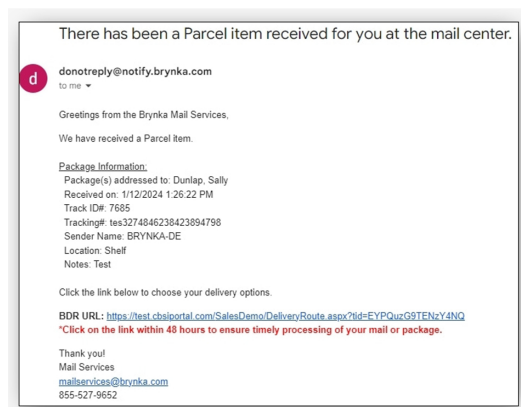 There has been a Parcel item received for you at the mail center.
d
donotreply@notify.brynka.com
to me
Greetings from the Brynka Mail Services,
We have received a Parcel item.
Package Information:
Package(s) addressed to: Dunlap, Sally
Received on: 1/12/2024 1:26:22 PM
Track ID#: 7685
Tracking#: tes3274846238423894798
Sender Name: BRYNKA-DE
Location: Shelf
Notes: Test
Click the link below to choose your delivery options.
BDR URL: https://test.cbsiportal.com/SalesDemo/DeliveryRoute.aspx?tid=EYPQuzG9TENzY4NQ
*Click on the link within 48 hours to ensure timely processing of your mail or package.
Thank you!
Mail Services
mailservices@brynka.com
855-527-9652